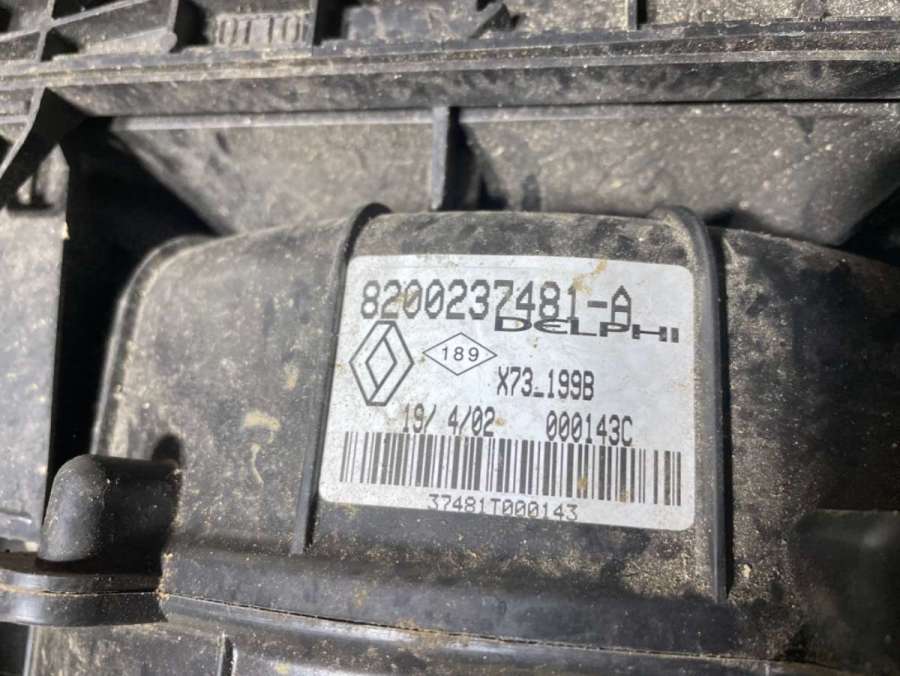 8200237481-A
DELPHI
189
X73_199B
19/ 4/02 000143C
37481T000143